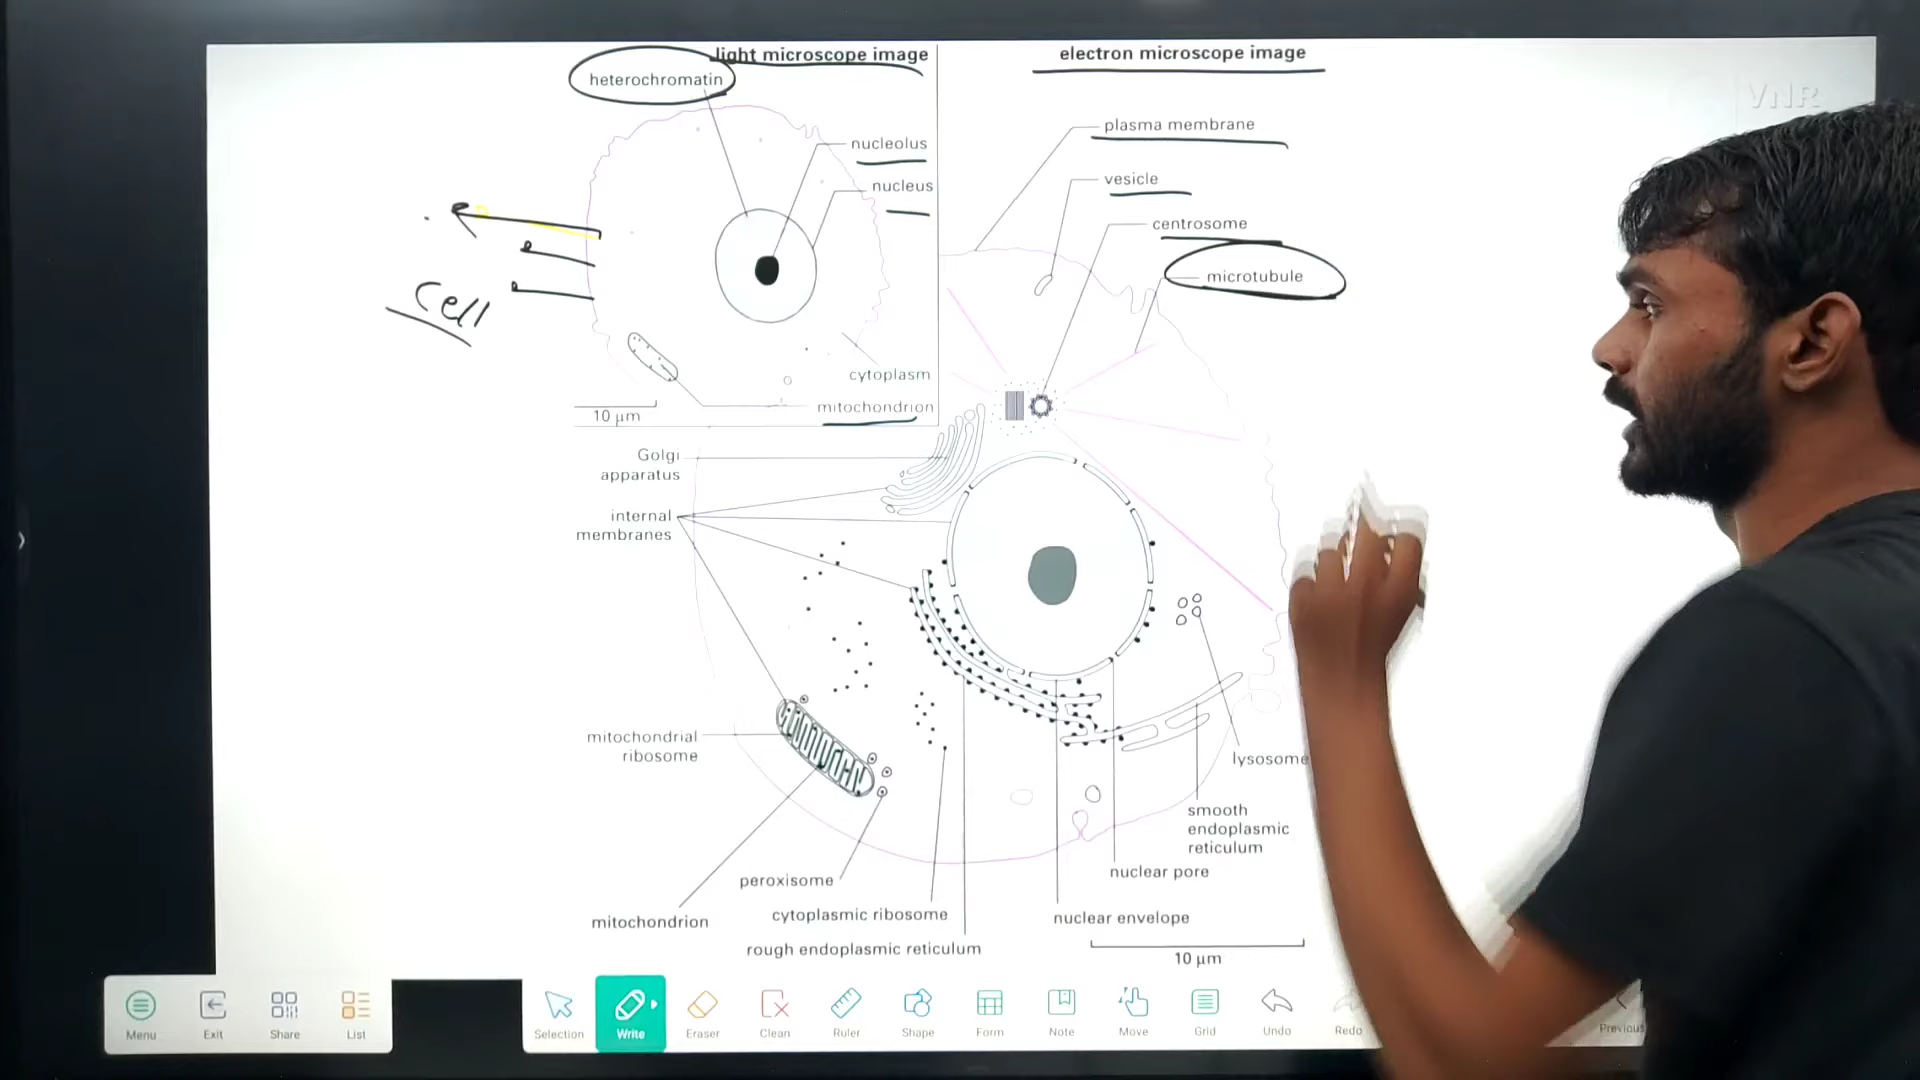 light microscope image
electron microscope image
heterochromatin
VNR
plasma membrane
nucleolus
vesicle
nucleus
centrosome
microtubule
cell
cytoplasm
mitochondrion
10 μm
Golgi
apparatus
internal
membranes
mitochondrial
ribosome
lysosome
smooth
endoplasmic
reticulum
nuclear pore
peroxisome
cytoplasmic ribosome
nuclear envelope
mitochondrion
rough endoplasmic reticulum
10 μm
Menu
Exit
Share
List
Selection
Write
Eraser
Clean
Ruler
Shape
Form
Note
Move
Grid
Undo
Redo
Previous